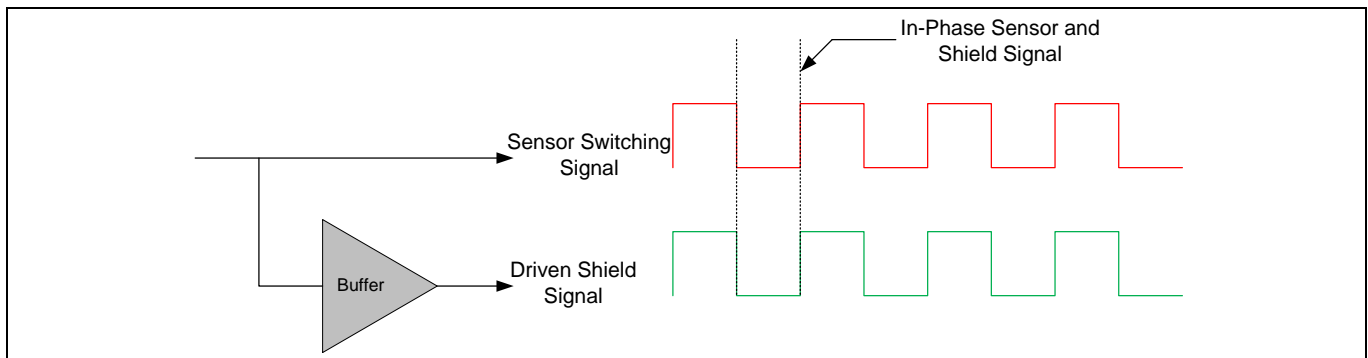 In-Phase Sensor and
Shield Signal
Sensor Switching
Signal
Buffer
Driven Shield
Signal